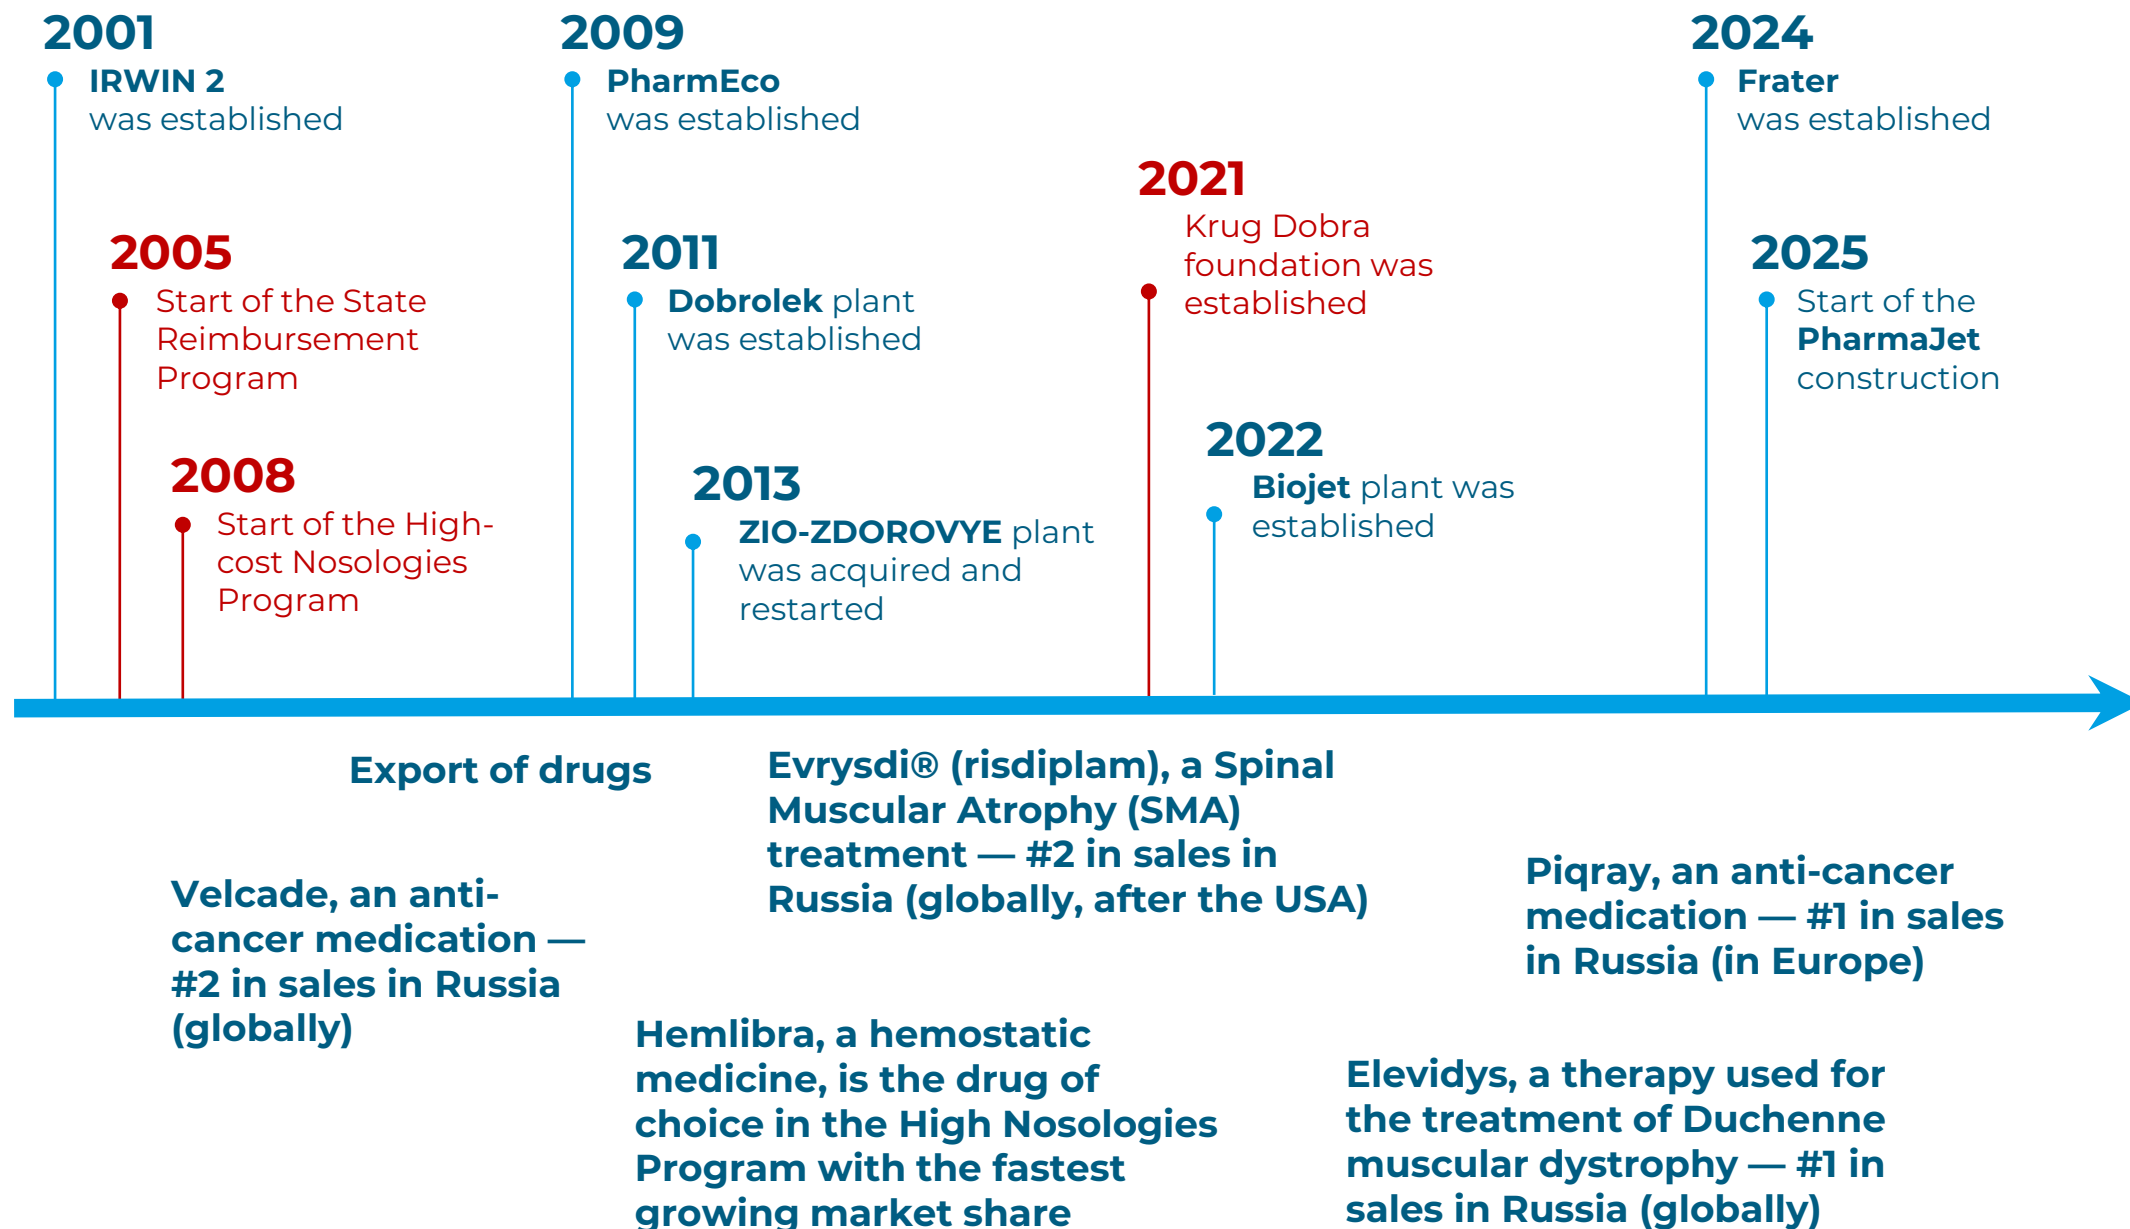 2001
IRWIN 2
was established
2005
Start of the State
Reimbursement
Program
2008
Start of the High-
cost Nosologies
Program
2009
PharmEco
was established
2011
Dobrolek plant
was established
2013
ZIO-ZDOROVYE plant
was acquired and
restarted
2021
Krug Dobra
foundation was
established
2022
Biojet plant was
established
2024
Frater
was established
2025
Start of the
PharmaJet
construction
Export of drugs
Velcade, an anti-
cancer medication —
#2 in sales in Russia
(globally)
Evrysdi® (risdiplam), a Spinal
Muscular Atrophy (SMA)
treatment — #2 in sales in
Russia (globally, after the USA)
Hemlibra, a hemostatic
medicine, is the drug of
choice in the High Nosologies
Program with the fastest
growing market share
Piqray, an anti-cancer
medication — #1 in sales
in Russia (in Europe)
Elevidys, a therapy used for
the treatment of Duchenne
muscular dystrophy — #1 in
sales in Russia (globally)